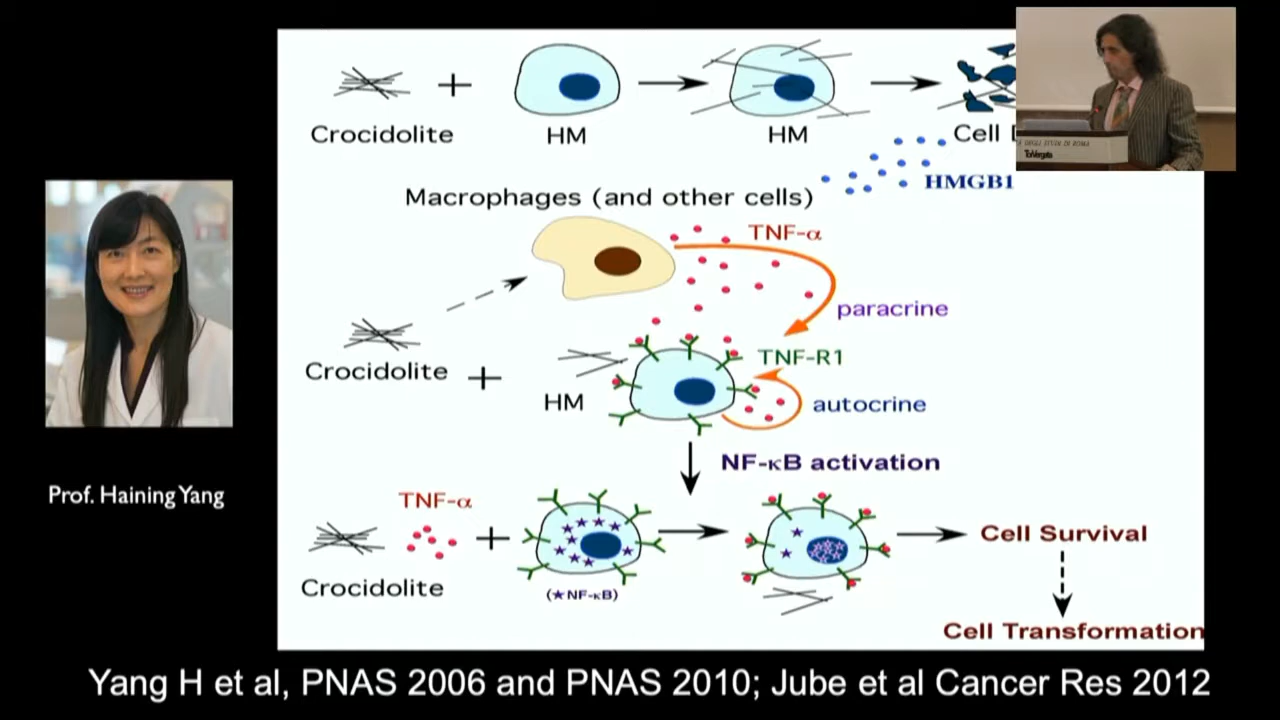 Crocidolite
+
HM
HM
Cell
HMGB1
Macrophages (and other cells)
TNF-α
paracrine
Crocidolite
+
TNF-R1
HM
autocrine
NF-κB activation
Prof. Haining Yang
TNF-α
Crocidolite
+
(★NF-κB)
Cell Survival
Cell Transformation
Yang H et al, PNAS 2006 and PNAS 2010; Jube et al Cancer Res 2012
TorVergata